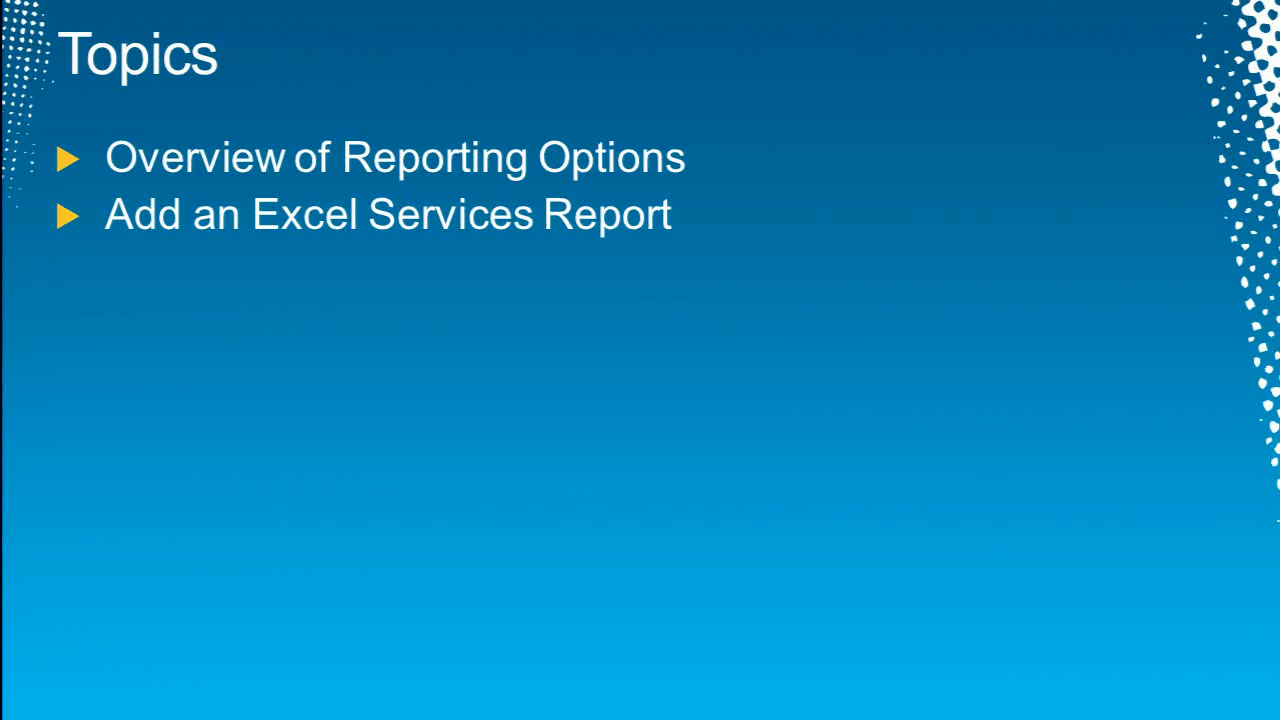 Topics
Overview of Reporting Options
Add an Excel Services Report